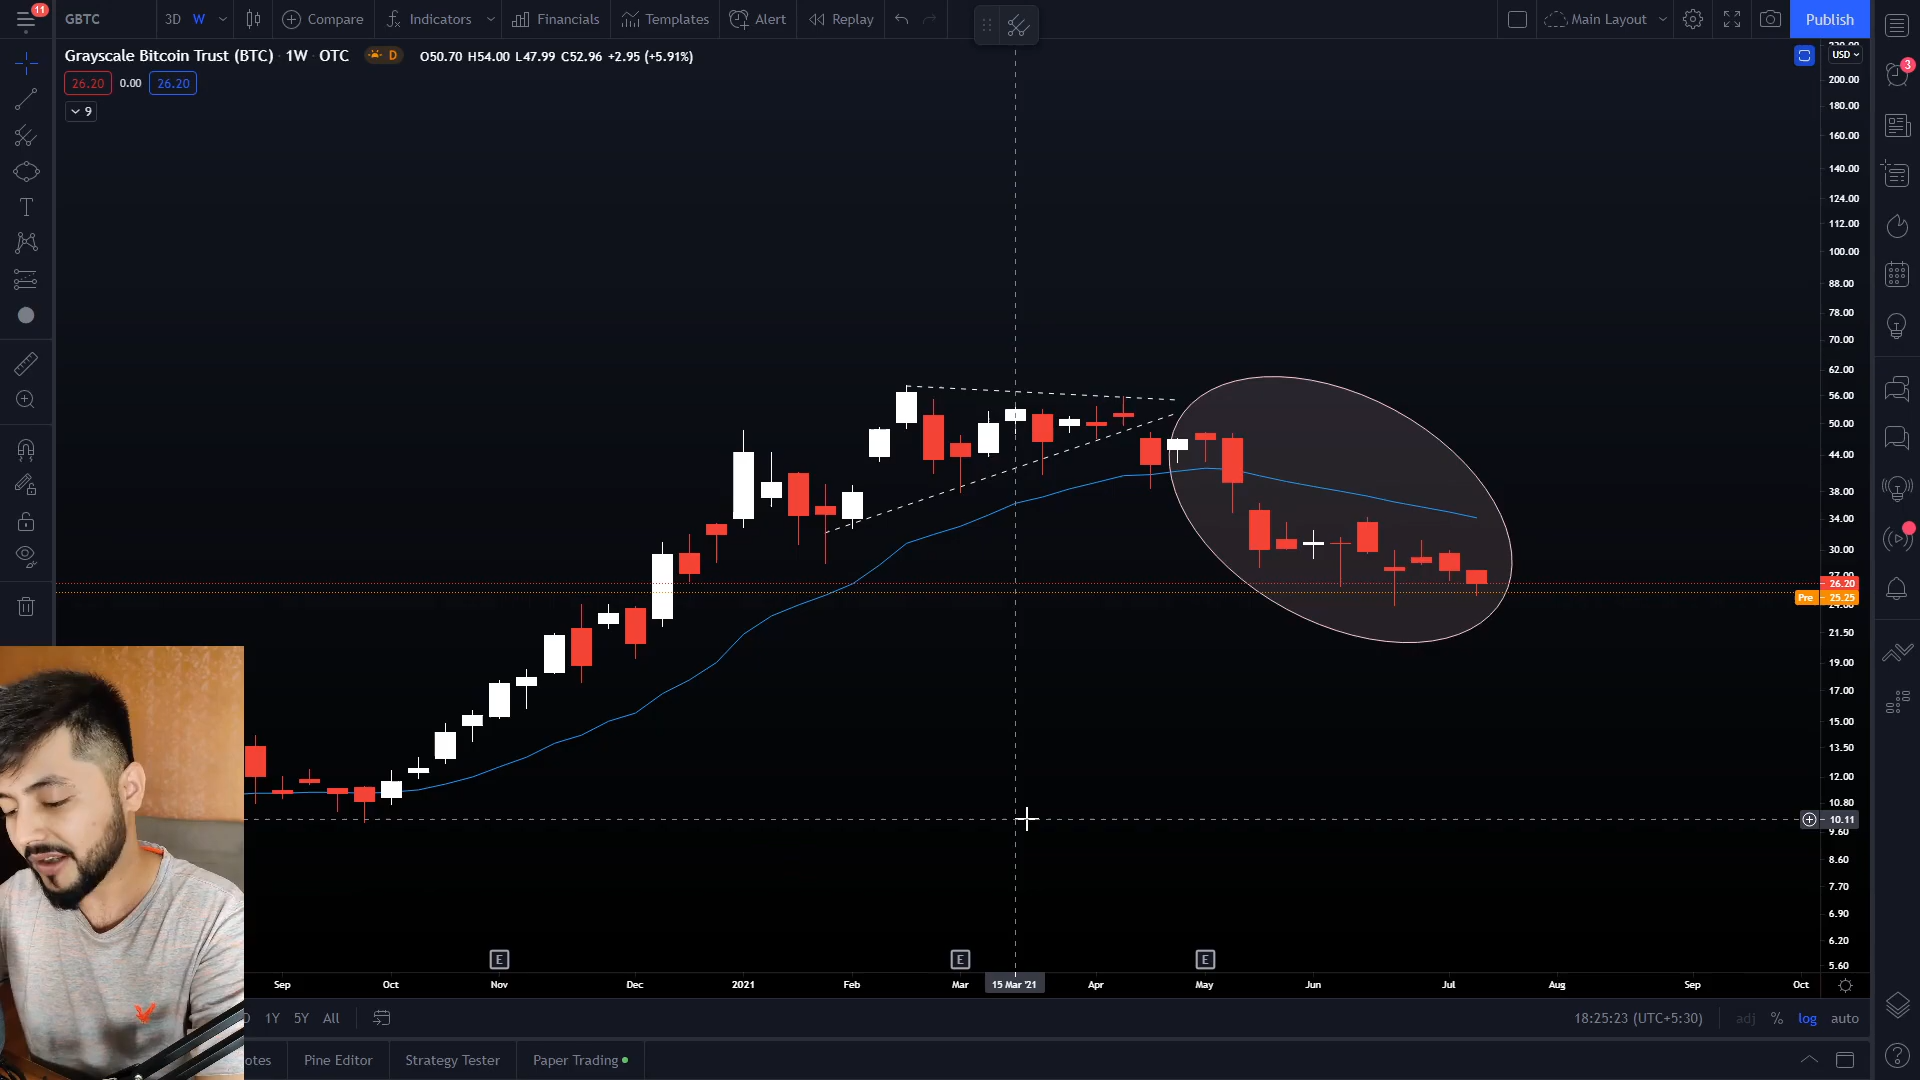 11
GBTC
3D W
Compare
Indicators
Financials
Templates
Alert
Replay
Main Layout
Publish
Grayscale Bitcoin Trust (BTC) 1W OTC D O50.70 H54.00 L47.99 C52.96 +2.95 (+5.91%)
26.20 0.00 26.20
9
USD
200.00
180.00
160.00
140.00
124.00
112.00
100.00
88.00
78.00
70.00
62.00
56.00
50.00
44.00
38.00
34.00
30.00
26.20
Pre 25.25
21.50
19.00
17.00
15.00
13.50
12.00
10.80
10.11
9.60
8.60
7.70
6.90
6.20
5.60
3
E E E
Sep Oct Nov Dec 2021 Feb Mar 15 Mar '21 Apr May Jun Jul Aug Sep Oct
1Y 5Y All
18:25:23 (UTC+5:30) adj % log auto
otes Pine Editor Strategy Tester Paper Trading